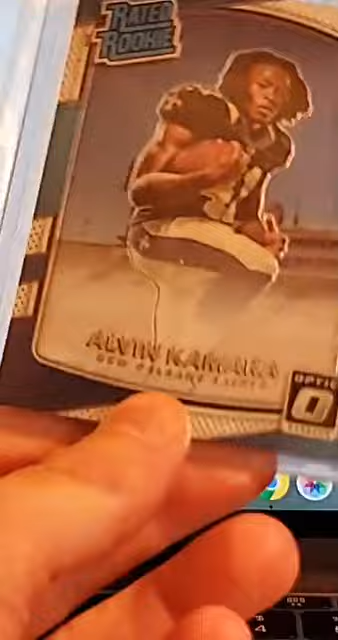 RATED
ROOKIE
ALVIN KAMARA
NEW ORLEANS SAINTS
OPTIC
O